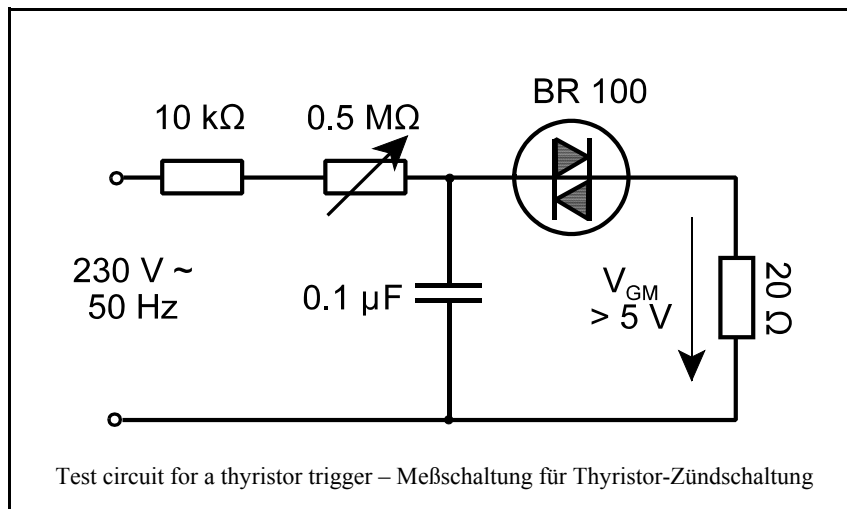 BR 100
10 kΩ
0.5 MΩ
230 V ~
50 Hz
0.1 µF
V_GM
> 5 V
20 Ω
Test circuit for a thyristor trigger – Meßschaltung für Thyristor-Zündschaltung